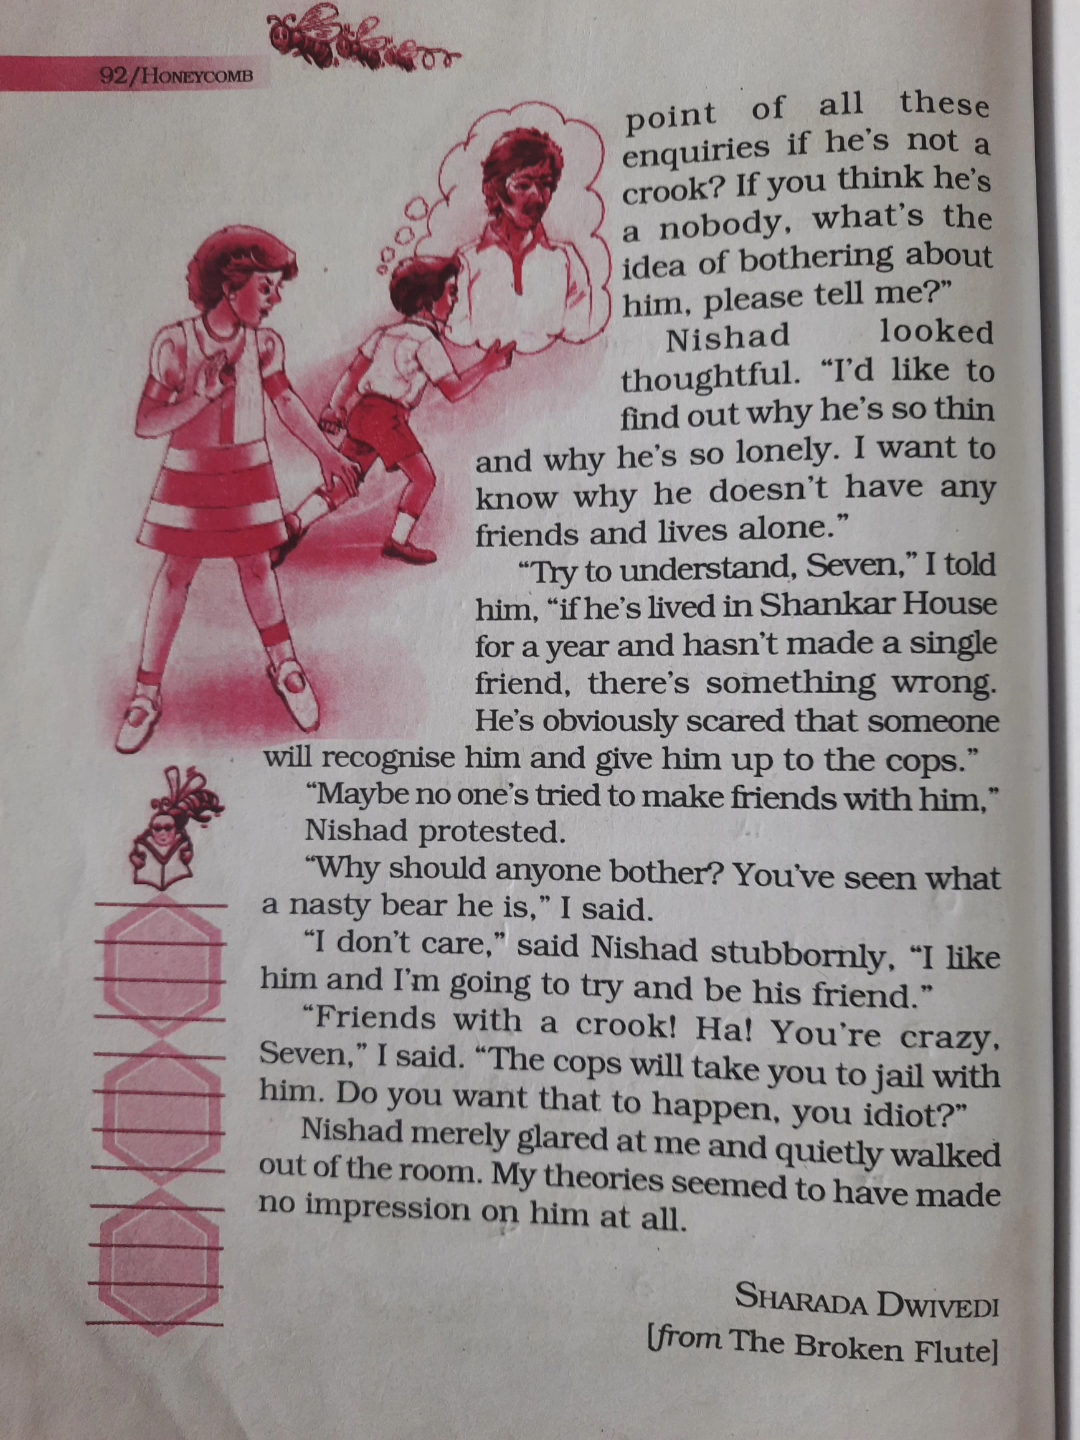 92/HONEYCOMB
point of all these
enquiries if he's not a
crook? If you think he's
a nobody, what's the
idea of bothering about
him, please tell me?”
Nishad looked
thoughtful. “I'd like to
find out why he's so thin
and why he's so lonely. I want to
know why he doesn't have any
friends and lives alone.”
“Try to understand, Seven,” I told
him, “if he's lived in Shankar House
for a year and hasn't made a single
friend, there's something wrong.
He's obviously scared that someone
will recognise him and give him up to the cops.”
“Maybe no one's tried to make friends with him,”
Nishad protested.
“Why should anyone bother? You've seen what
a nasty bear he is,” I said.
“I don't care,” said Nishad stubbornly, “I like
him and I'm going to try and be his friend.”
“Friends with a crook! Ha! You're crazy,
Seven,” I said. “The cops will take you to jail with
him. Do you want that to happen, you idiot?”
Nishad merely glared at me and quietly walked
out of the room. My theories seemed to have made
no impression on him at all.
SHARADA DWIVEDI
[from The Broken Flute]